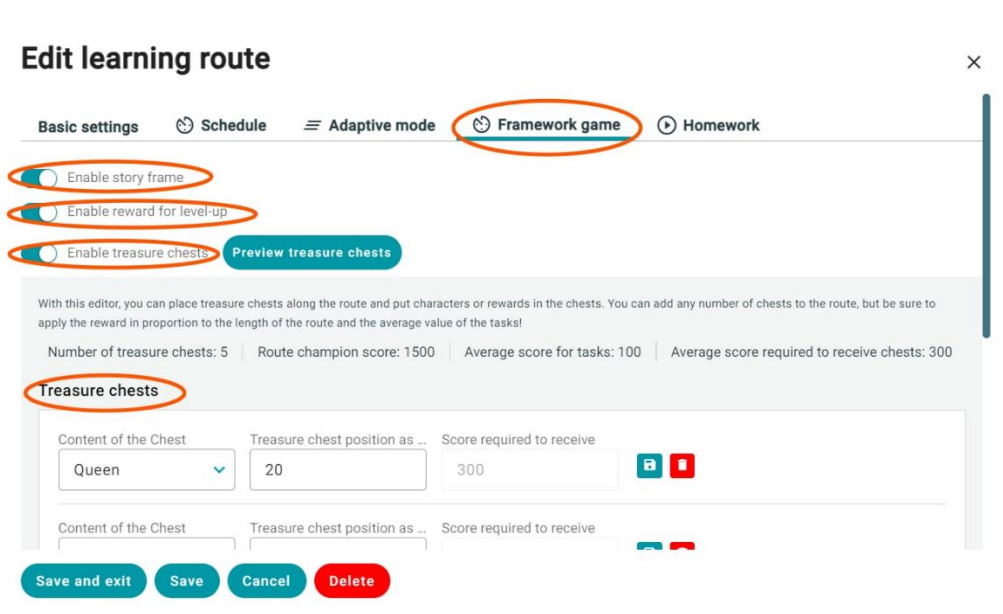 Edit learning route
Basic settings Schedule Adaptive mode Framework game Homework
Enable story frame
Enable reward for level-up
Enable treasure chests Preview treasure chests
With this editor, you can place treasure chests along the route and put characters or rewards in the chests. You can add any number of chests to the route, but be sure to
apply the reward in proportion to the length of the route and the average value of the tasks!
Number of treasure chests: 5 Route champion score: 1500 Average score for tasks: 100 Average score required to receive chests: 300
Treasure chests
Content of the Chest Treasure chest position as ... Score required to receive
Queen 20 300
Content of the Chest Treasure chest position as ... Score required to receive
Save and exit Save Cancel Delete